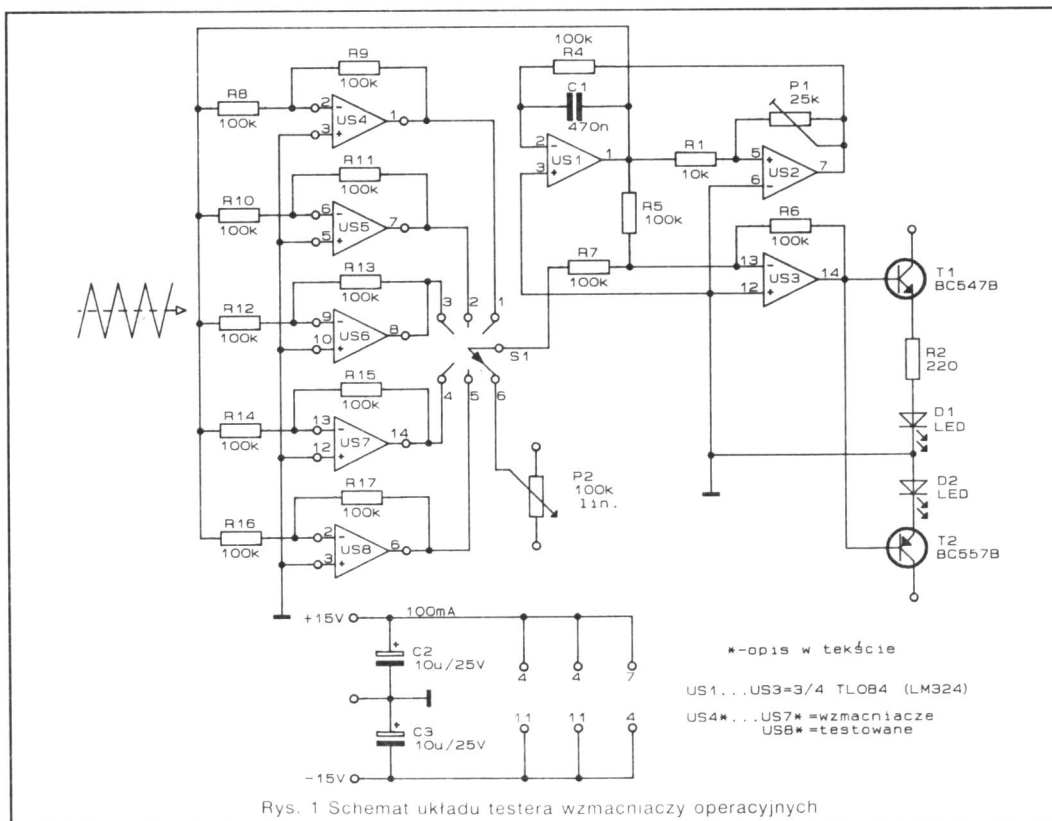 100k
R4
C1
470n
R9
100k
R8
100k
2
3
US4
1
R11
100k
R10
100k
6
5
US5
7
R13
100k
R12
100k
9
10
US6
8
R15
100k
R14
100k
13
12
US7
14
R17
100k
R16
100k
2
3
US8
6
3
2
1
S1
4
5
6
P2
100k
lin.
2
3
US1
1
R1
10k
P1
25k
5
6
US2
7
R5
100k
R7
100k
R6
100k
13
12
US3
14
T1
BC547B
R2
220
D1
LED
D2
LED
T2
BC557B
+15V
100mA
+
C2
10u/25V
+
C3
10u/25V
-15V
4
4
7
11
11
4
*-opis w tekście
US1...US3=3/4 TL084 (LM324)
US4*...US7*=wzmacniacze
US8*=testowane
Rys. 1 Schemat układu testera wzmacniaczy operacyjnych